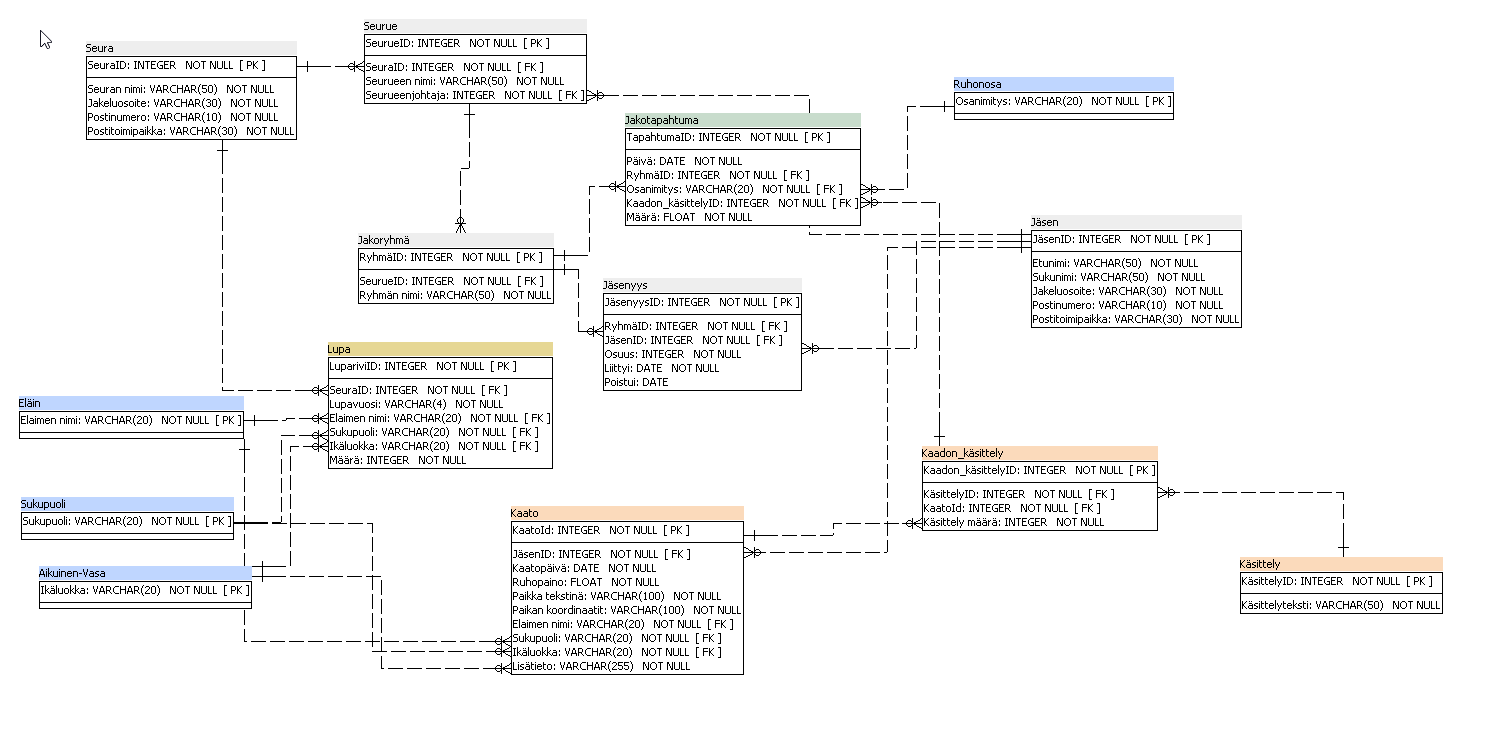 Seura
SeuraID: INTEGER NOT NULL [ PK ]
Seuran nimi: VARCHAR(50) NOT NULL
Jakeluosoite: VARCHAR(30) NOT NULL
Postinumero: VARCHAR(10) NOT NULL
Postitoimipaikka: VARCHAR(30) NOT NULL
Seurue
SeurueID: INTEGER NOT NULL [ PK ]
SeuraID: INTEGER NOT NULL [ FK ]
Seurueen nimi: VARCHAR(50) NOT NULL
Seurueenjohtaja: INTEGER NOT NULL [ FK ]
Jakotapahtuma
TapahtumaID: INTEGER NOT NULL [ PK ]
Päivä: DATE NOT NULL
RyhmäID: INTEGER NOT NULL [ FK ]
Osanimitys: VARCHAR(20) NOT NULL [ FK ]
Kaadon_käsittelyID: INTEGER NOT NULL [ FK ]
Määrä: FLOAT NOT NULL
Ruhonosa
Osanimitys: VARCHAR(20) NOT NULL [ PK ]
Jäsen
JäsenID: INTEGER NOT NULL [ PK ]
Etunimi: VARCHAR(50) NOT NULL
Sukunimi: VARCHAR(50) NOT NULL
Jakeluosoite: VARCHAR(30) NOT NULL
Postinumero: VARCHAR(10) NOT NULL
Postitoimipaikka: VARCHAR(30) NOT NULL
Jakoryhmä
RyhmäID: INTEGER NOT NULL [ PK ]
SeurueID: INTEGER NOT NULL [ FK ]
Ryhmän nimi: VARCHAR(50) NOT NULL
Jäsenyys
JäsenyysID: INTEGER NOT NULL [ PK ]
RyhmäID: INTEGER NOT NULL [ FK ]
JäsenID: INTEGER NOT NULL [ FK ]
Osuus: INTEGER NOT NULL
Liittyi: DATE NOT NULL
Poistui: DATE
Lupa
LupariviID: INTEGER NOT NULL [ PK ]
SeuraID: INTEGER NOT NULL [ FK ]
Lupavuosi: VARCHAR(4) NOT NULL
Elaimen nimi: VARCHAR(20) NOT NULL [ FK ]
Sukupuoli: VARCHAR(20) NOT NULL [ FK ]
Ikäluokka: VARCHAR(20) NOT NULL [ FK ]
Määrä: INTEGER NOT NULL
Eläin
Elaimen nimi: VARCHAR(20) NOT NULL [ PK ]
Sukupuoli
Sukupuoli: VARCHAR(20) NOT NULL [ PK ]
Aikuinen-Vasa
Ikäluokka: VARCHAR(20) NOT NULL [ PK ]
Kaato
KaatoId: INTEGER NOT NULL [ PK ]
JäsenID: INTEGER NOT NULL [ FK ]
Kaatopäivä: DATE NOT NULL
Ruhopaino: FLOAT NOT NULL
Paikka tekstinä: VARCHAR(100) NOT NULL
Paikan koordinaatit: VARCHAR(100) NOT NULL
Elaimen nimi: VARCHAR(20) NOT NULL [ FK ]
Sukupuoli: VARCHAR(20) NOT NULL [ FK ]
Ikäluokka: VARCHAR(20) NOT NULL [ FK ]
Lisätieto: VARCHAR(255) NOT NULL
Kaadon_käsittely
Kaadon_käsittelyID: INTEGER NOT NULL [ PK ]
KäsittelyID: INTEGER NOT NULL [ FK ]
KaatoId: INTEGER NOT NULL [ FK ]
Käsittely määrä: INTEGER NOT NULL
Käsittely
KäsittelyID: INTEGER NOT NULL [ PK ]
Käsittelyteksti: VARCHAR(50) NOT NULL